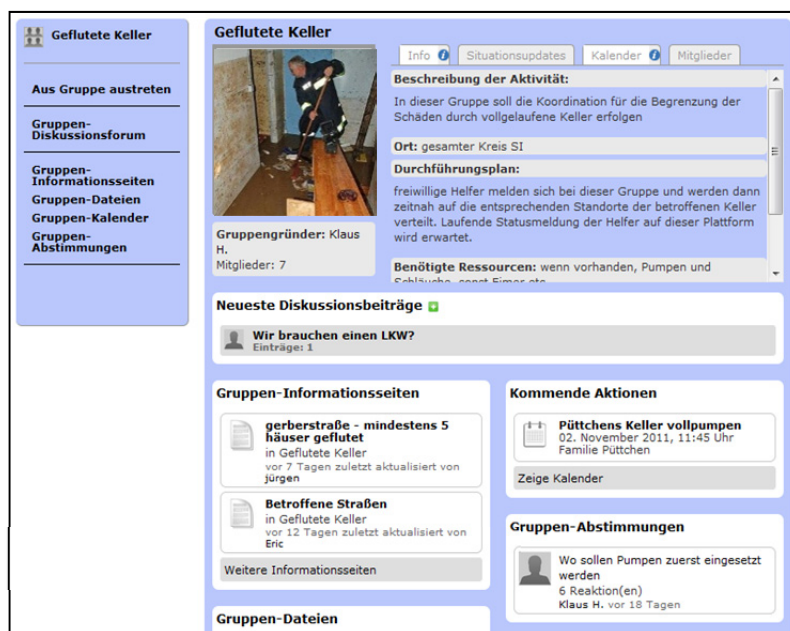 Geflutete Keller
Aus Gruppe austreten
Gruppen-
Diskussionsforum
Gruppen-
Informationsseiten
Gruppen-Dateien
Gruppen-Kalender
Gruppen-
Abstimmungen
Geflutete Keller
Gruppengründer: Klaus
H.
Mitglieder: 7
Info
Situationsupdates
Kalender
Mitglieder
Beschreibung der Aktivität:
In dieser Gruppe soll die Koordination für die Begrenzung der
Schäden durch vollgelaufene Keller erfolgen
Ort: gesamter Kreis SI
Durchführungsplan:
freiwillige Helfer melden sich bei dieser Gruppe und werden dann
zeitnah auf die entsprechenden Standorte der betroffenen Keller
verteilt. Laufende Statusmeldung der Helfer auf dieser Plattform
wird erwartet.
Benötigte Ressourcen: wenn vorhanden, Pumpen und
Schläuche, sonst Eimer etc
Neueste Diskussionsbeiträge
Wir brauchen einen LKW?
Einträge: 1
Gruppen-Informationsseiten
gerberstraße - mindestens 5
häuser geflutet
in Geflutete Keller
vor 7 Tagen zuletzt aktualisiert von
jürgen
Betroffene Straßen
in Geflutete Keller
vor 12 Tagen zuletzt aktualisiert von
Eric
Weitere Informationsseiten
Gruppen-Dateien
Kommende Aktionen
Püttchens Keller vollpumpen
02. November 2011, 11:45 Uhr
Familie Püttchen
Zeige Kalender
Gruppen-Abstimmungen
Wo sollen Pumpen zuerst eingesetzt
werden
6 Reaktion(en)
Klaus H. vor 18 Tagen